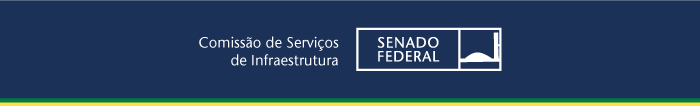 Comissão de Serviços
de Infraestrutura
SENADO
FEDERAL